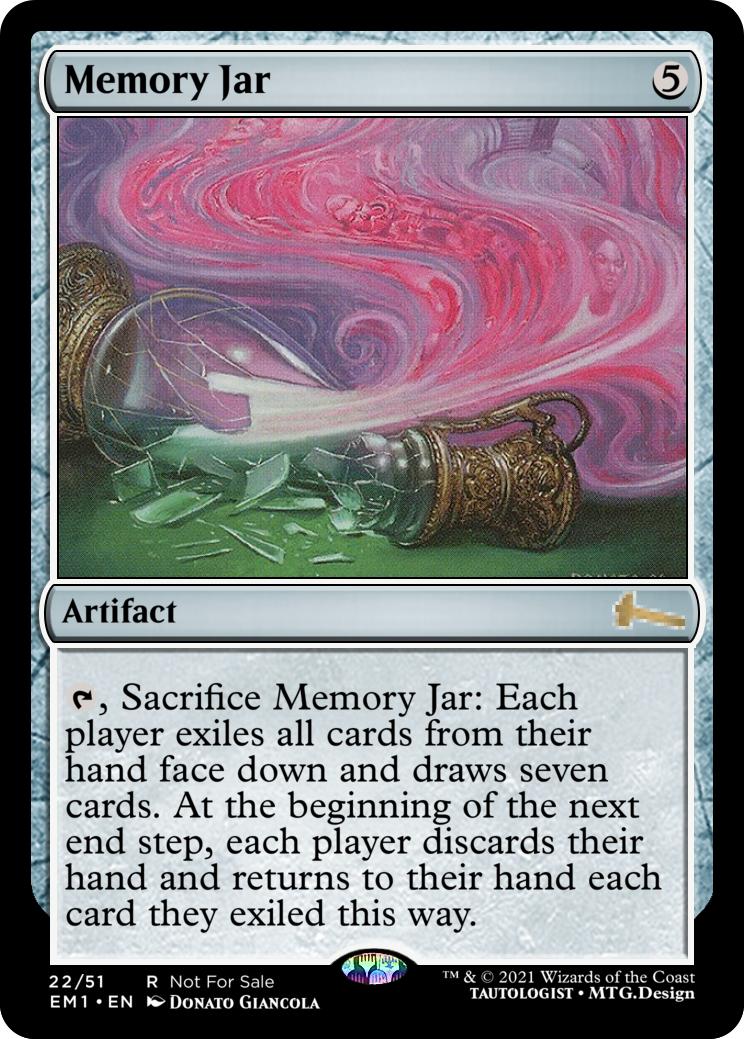 Memory Jar 5
Artifact
, Sacrifice Memory Jar: Each
player exiles all cards from their
hand face down and draws seven
cards. At the beginning of the next
end step, each player discards their
hand and returns to their hand each
card they exiled this way.
22/51 R Not For Sale
EM1 • EN DONATO GIANCOLA
™ & © 2021 Wizards of the Coast
TAUTOLOGIST • MTG.Design